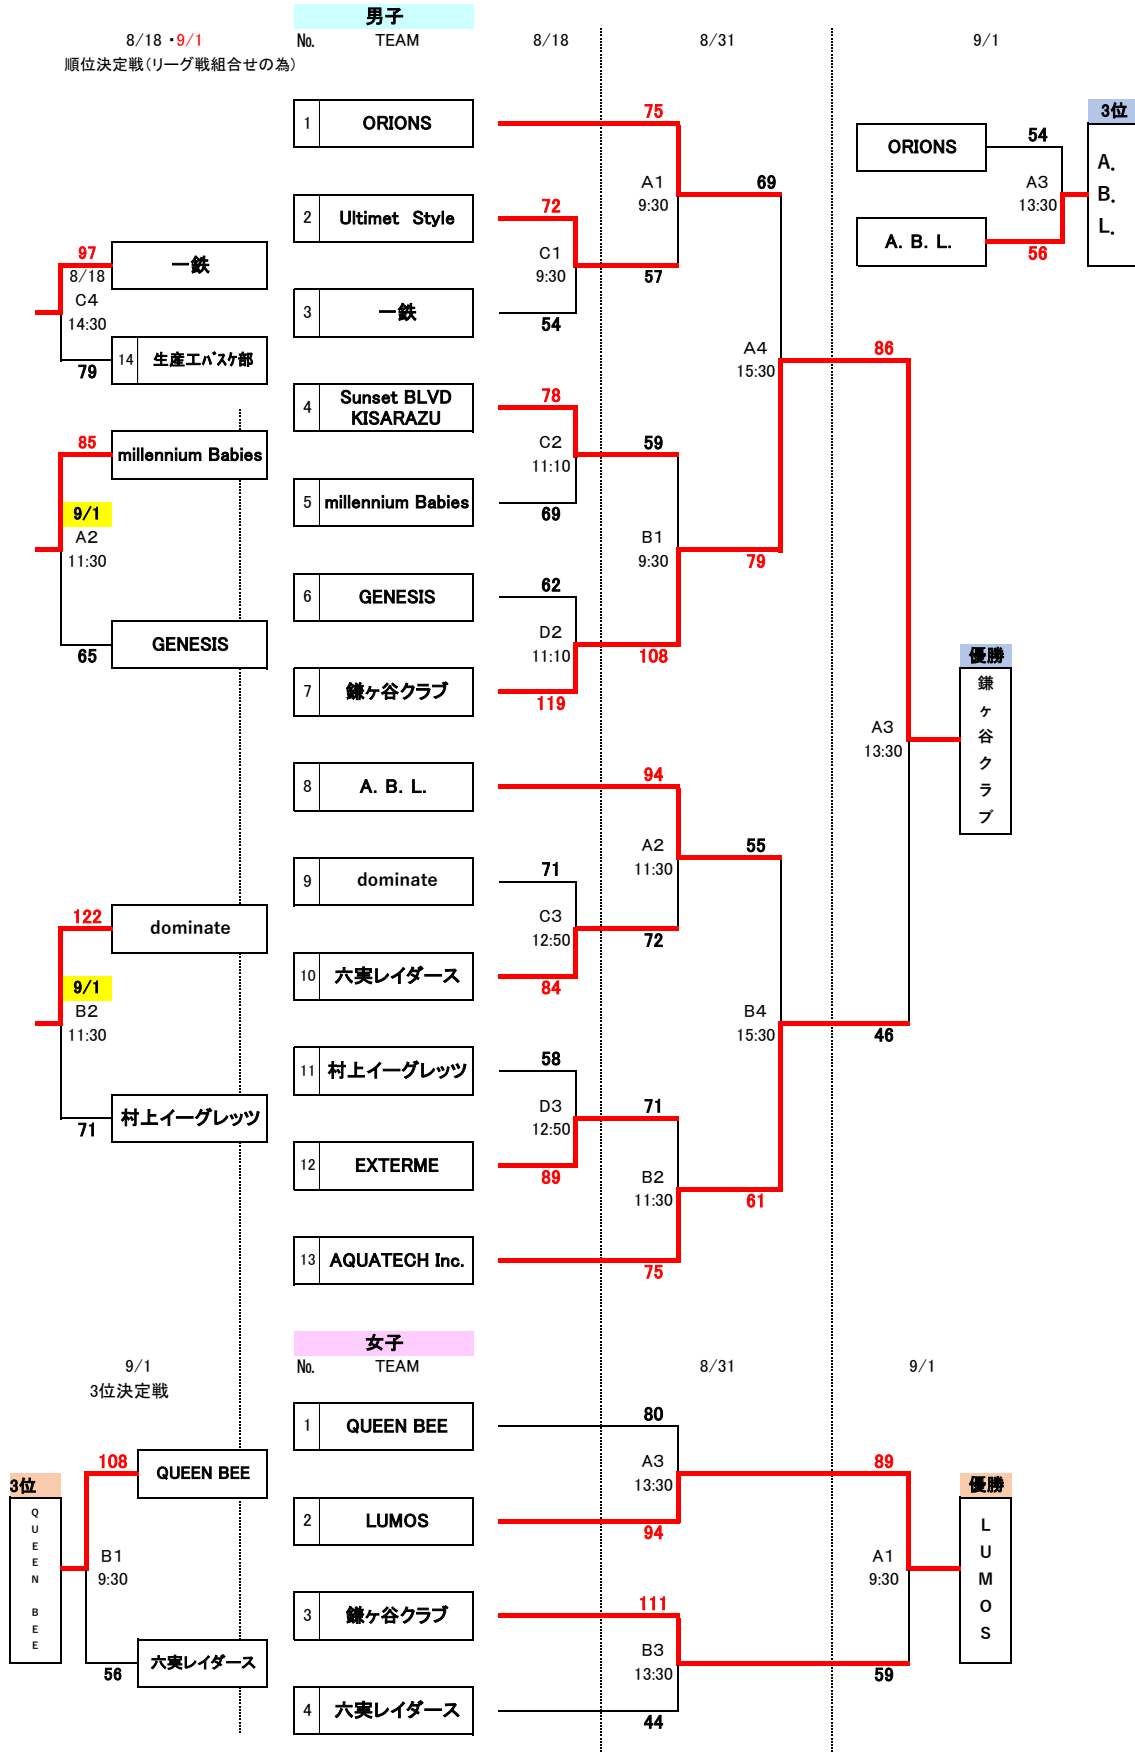 男子
8/18 ・9/1
No.
TEAM
8/18
8/31
9/1
順位決定戦(リーグ戦組合せの為)
1 ORIONS
75
3位
ORIONS
54
A1
9:30
69
A3
13:30
A.
B.
L.
2 Ultimet Style
72
A. B. L.
56
97
一鉄
8/18
C4
14:30
C1
9:30
57
3 一鉄
54
79
14 生産工バスケ部
A4
15:30
86
4 Sunset BLVD
KISARAZU
78
85
millennium Babies
C2
11:10
59
5 millennium Babies
69
9/1
A2
11:30
B1
9:30
79
6 GENESIS
62
65
GENESIS
D2
11:10
108
7 鎌ヶ谷クラブ
119
優勝
鎌
ヶ
谷
ク
ラ
ブ
A3
13:30
8 A. B. L.
94
A2
11:30
55
9 dominate
71
122
dominate
C3
12:50
72
10 六実レイダース
84
9/1
B2
11:30
B4
15:30
46
11 村上イーグレッツ
58
71
村上イーグレッツ
D3
12:50
71
12 EXTERME
89
B2
11:30
61
13 AQUATECH Inc.
75
女子
9/1
No.
TEAM
8/31
9/1
3位決定戦
1 QUEEN BEE
80
108
QUEEN BEE
A3
13:30
89
3位
QUEEN BEE
優勝
L
U
M
O
S
2 LUMOS
94
B1
9:30
A1
9:30
3 鎌ヶ谷クラブ
111
56
六実レイダース
B3
13:30
59
4 六実レイダース
44